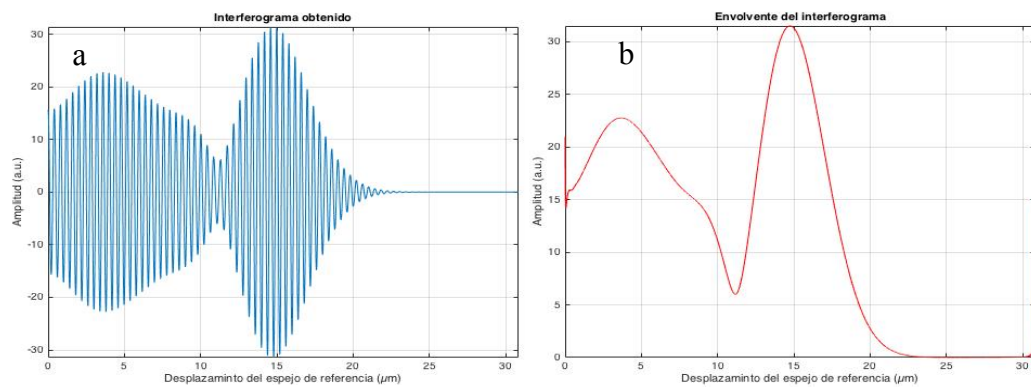 Interferograma obtenido
a
30
20
10
0
-10
-20
-30
Amplitud (a.u.)
0 5 10 15 20 25 30
Desplazaminto del espejo de referencia (µm)
Envolvente del interferograma
b
30
25
20
15
10
5
0
Amplitud (a.u.)
0 5 10 15 20 25 30
Desplazaminto del espejo de referencia (µm)